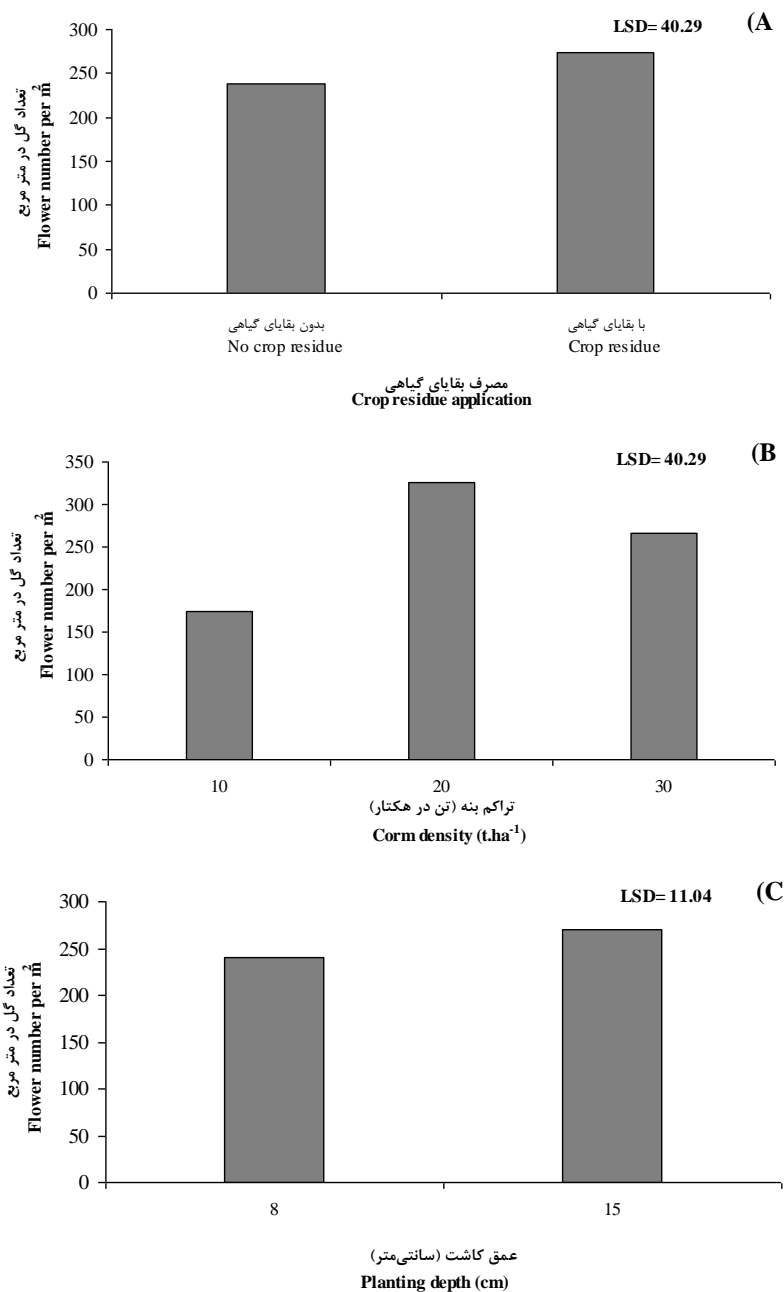 (A
LSD= 40.29
تعداد گل در متر مربع
Flower number per m2
300
250
200
150
100
50
0
بدون بقایای گیاهی
با بقایای گیاهی
No crop residue
Crop residue
مصرف بقایای گیاهی
Crop residue application
(B
LSD= 40.29
تعداد گل در متر مربع
Flower number per m2
350
300
250
200
150
100
50
0
10
20
30
تراکم بنه (تن در هکتار)
Corm density (t.ha-1)
(C
LSD= 11.04
تعداد گل در متر مربع
Flower number per m2
300
250
200
150
100
50
0
8
15
عمق کاشت (سانتی‌متر)
Planting depth (cm)